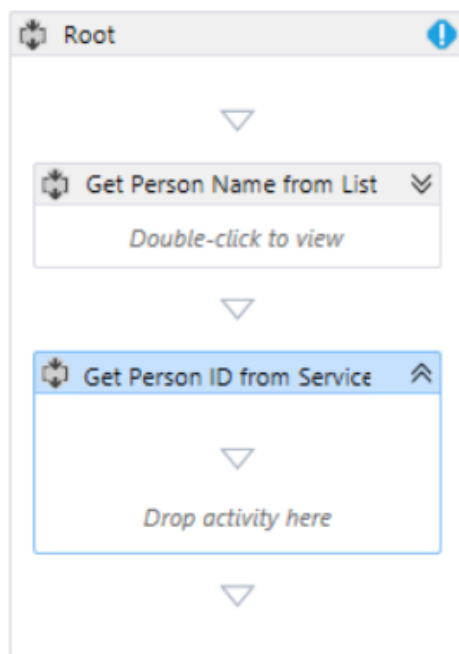 Root
Get Person Name from List
Double-click to view
Get Person ID from Service
Drop activity here